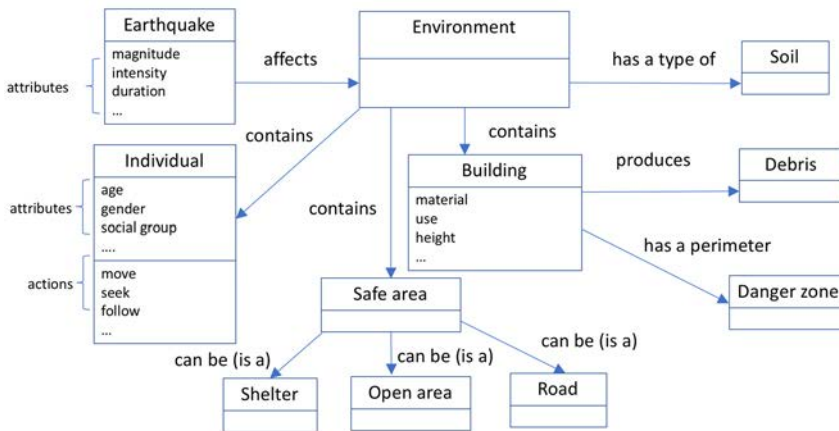 Earthquake
magnitude
intensity
duration
...
attributes
affects
Environment
has a type of
Soil
contains
contains
contains
Individual
age
gender
social group
....
attributes
move
seek
follow
...
actions
Building
material
use
height
...
produces
Debris
has a perimeter
Danger zone
Safe area
can be (is a)
can be (is a)
can be (is a)
Shelter
Open area
Road